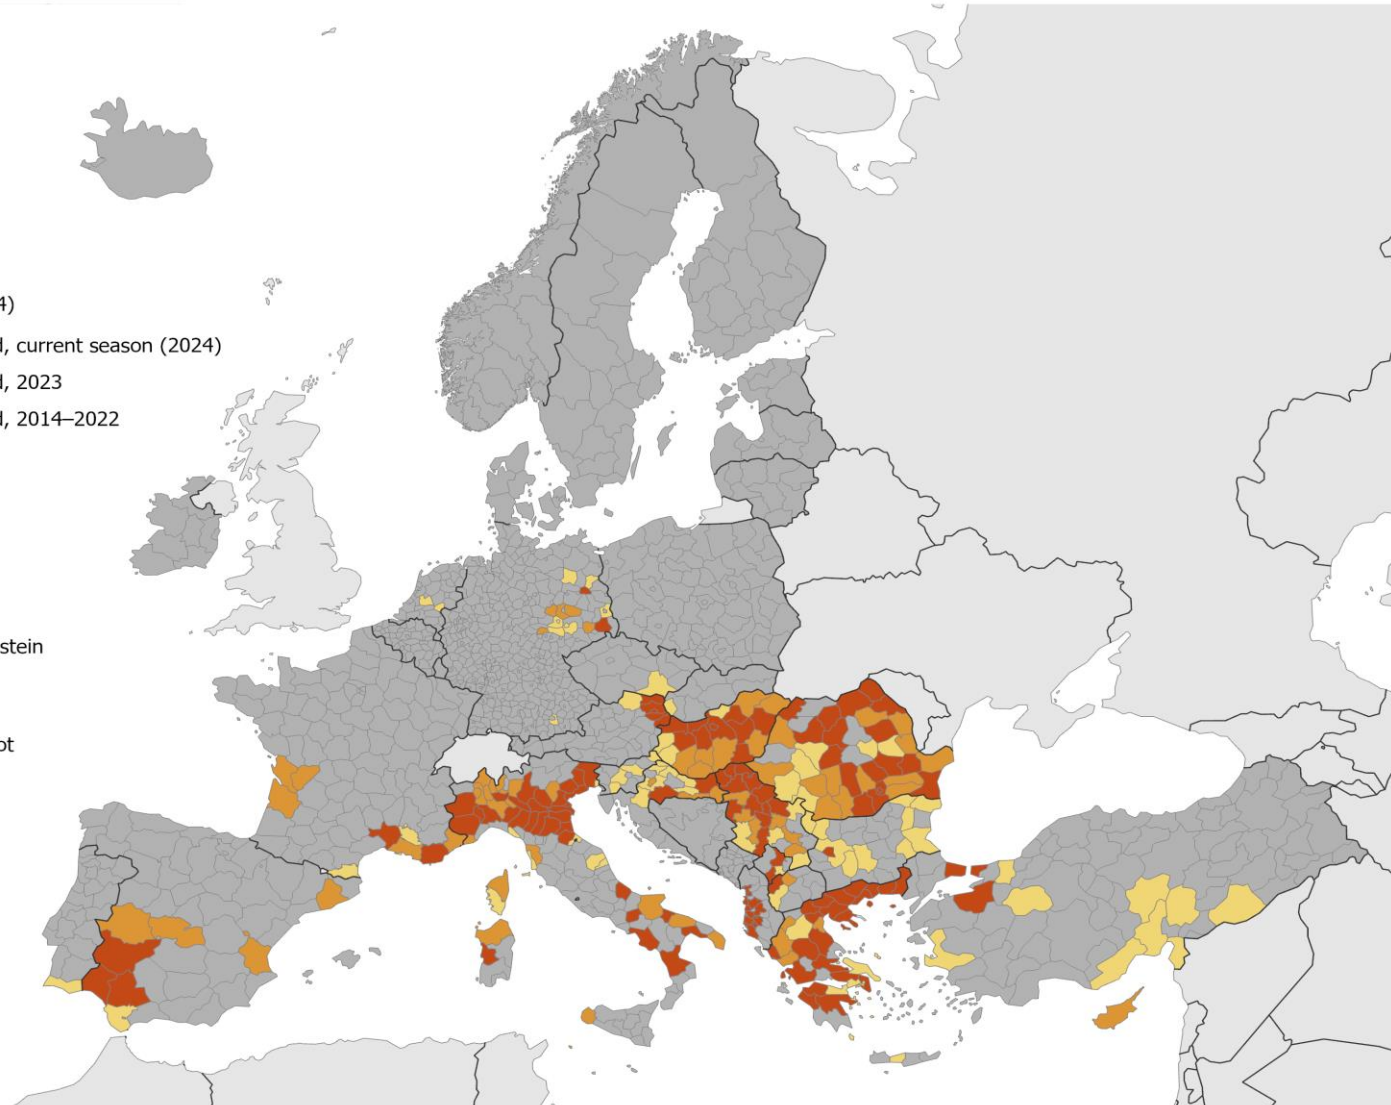 4)
d, current season (2024)
d, 2023
d, 2014–2022
stein
ot